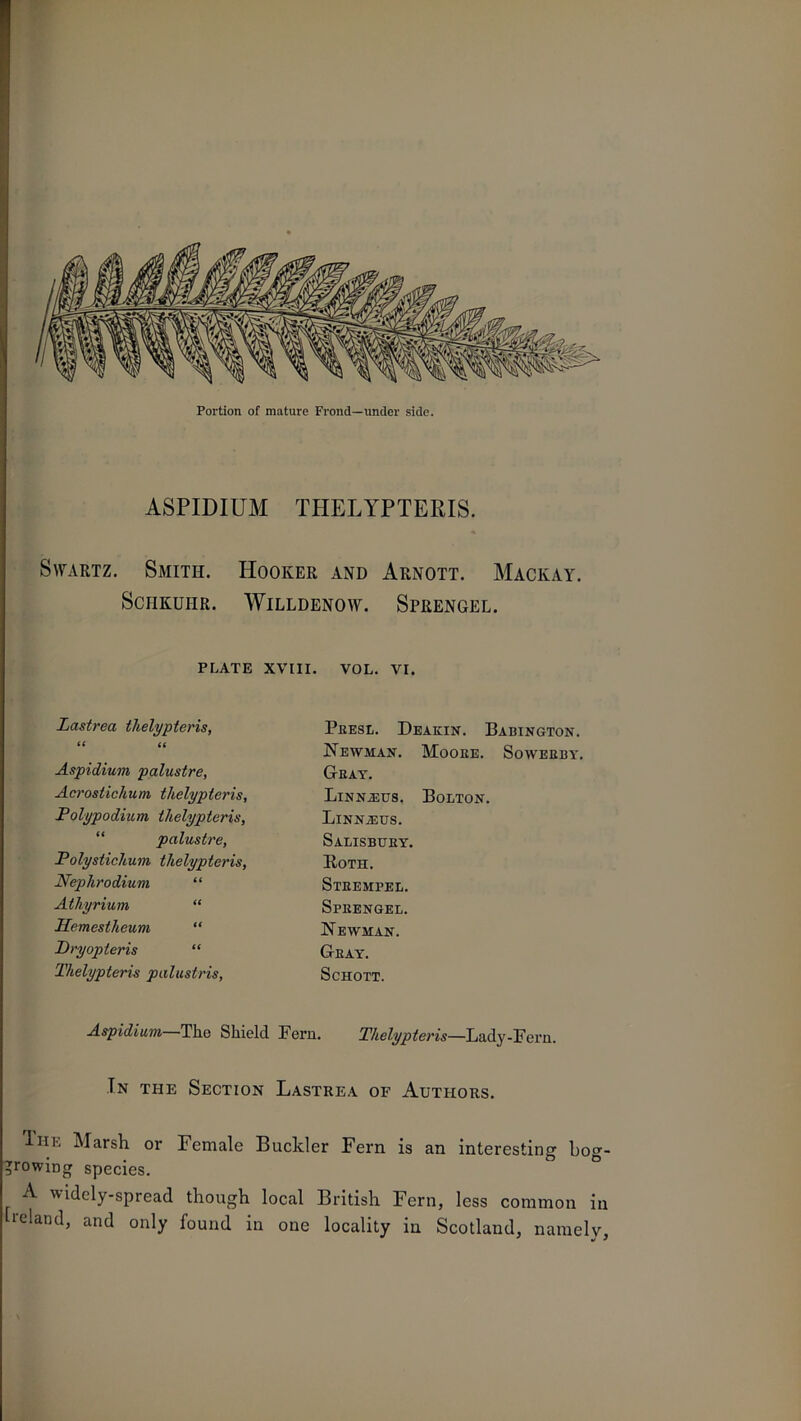 Portion of mature Frond—under side.
ASPIDIUM THELYPTERIS.
Swartz. Smith. Hooker and Arnott. Mackay.
Schkuhr. Willdenow. Sprengel.
PLATE XVIII. VOL. VI.
Lastrea thelypteris, Presl. Deakin. Babington.
“ “ Newman. Moore. Sowerby.
Aspidium palustre, Gray.
Acrostichum thelypteris, Linnæus. Bolton.
Polypodium thelypteris, Linnæus.
“ palustre, Salisbury.
Polystichum thelypteris, Roth.
Nephrodium “ Strempel.
Athyrium “ Sprengel.
Hemestheum “ Newman.
Dryopteris “ Gray.
Thelypteris palustris, Schott.
Aspidium—The Shield Fern. Thelypteris—Lady-Fern.
In the Section Lastrea of Authors.
The Marsh or Female Buckler Fern is an interesting bog-
growing species.
A widely-spread though local British Fern, less common in
Ireland, and only found in one locality in Scotland, namely,